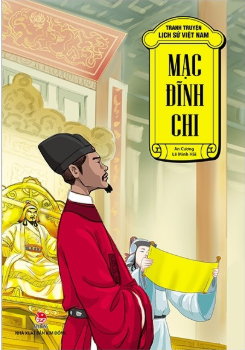 TRANH TRUYỆN
LỊCH SỬ VIỆT NAM
MẠC
ĐĨNH
CHI
An Cương
Lê Minh Hải
NHÀ XUẤT BẢN KIM ĐỒNG